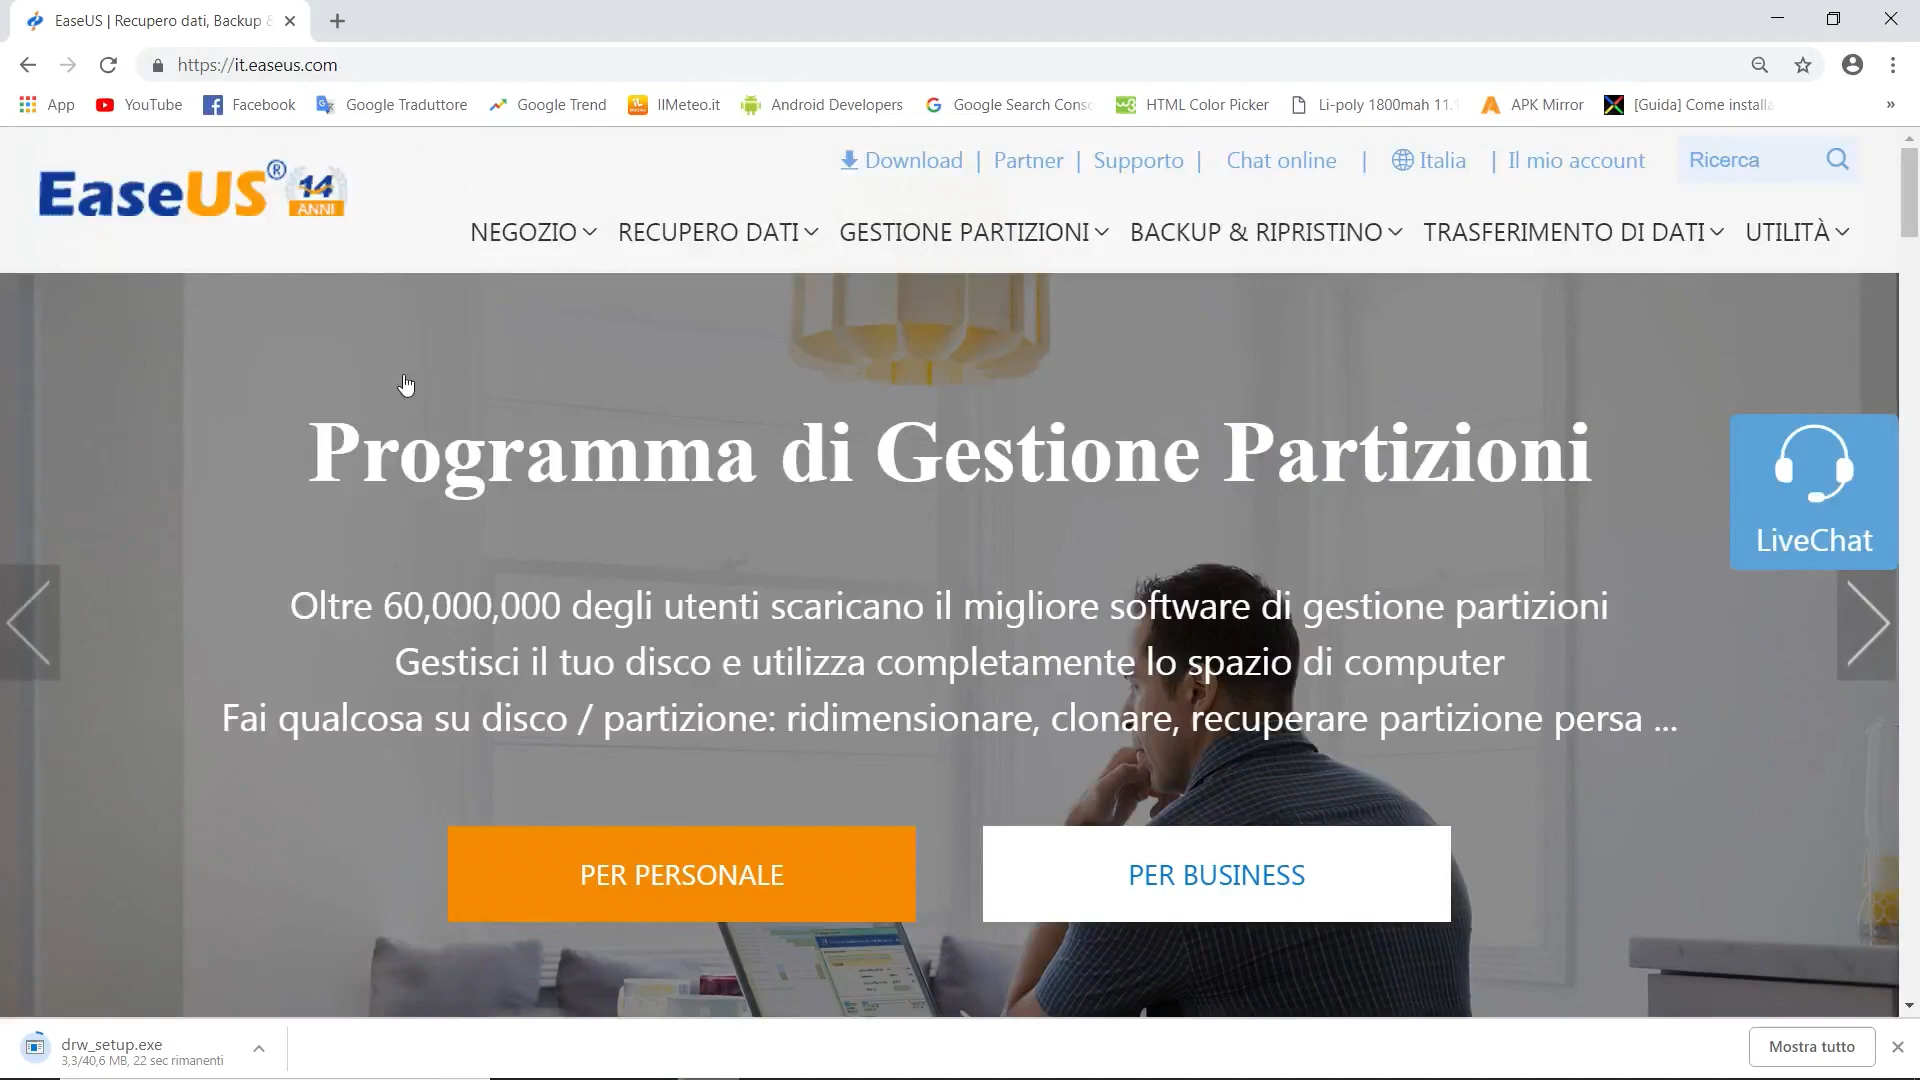 EaseUS | Recupero dati, Backup
https://it.easeus.com
App YouTube Facebook Google Traduttore Google Trend IlMeteo.it Android Developers Google Search Consc HTML Color Picker Li-poly 1800mah 11. APK Mirror [Guida] Come installa »
EaseUS® 14 ANNI
Download | Partner | Supporto | Chat online | Italia | Il mio account Ricerca
NEGOZIO RECUPERO DATI GESTIONE PARTIZIONI BACKUP & RIPRISTINO TRASFERIMENTO DI DATI UTILITÀ
Programma di Gestione Partizioni
LiveChat
Oltre 60,000,000 degli utenti scaricano il migliore software di gestione partizioni
Gestisci il tuo disco e utilizza completamente lo spazio di computer
Fai qualcosa su disco / partizione: ridimensionare, clonare, recuperare partizione persa ...
PER PERSONALE PER BUSINESS
drw_setup.exe
3,3/40,6 MB, 22 sec rimanenti
Mostra tutto